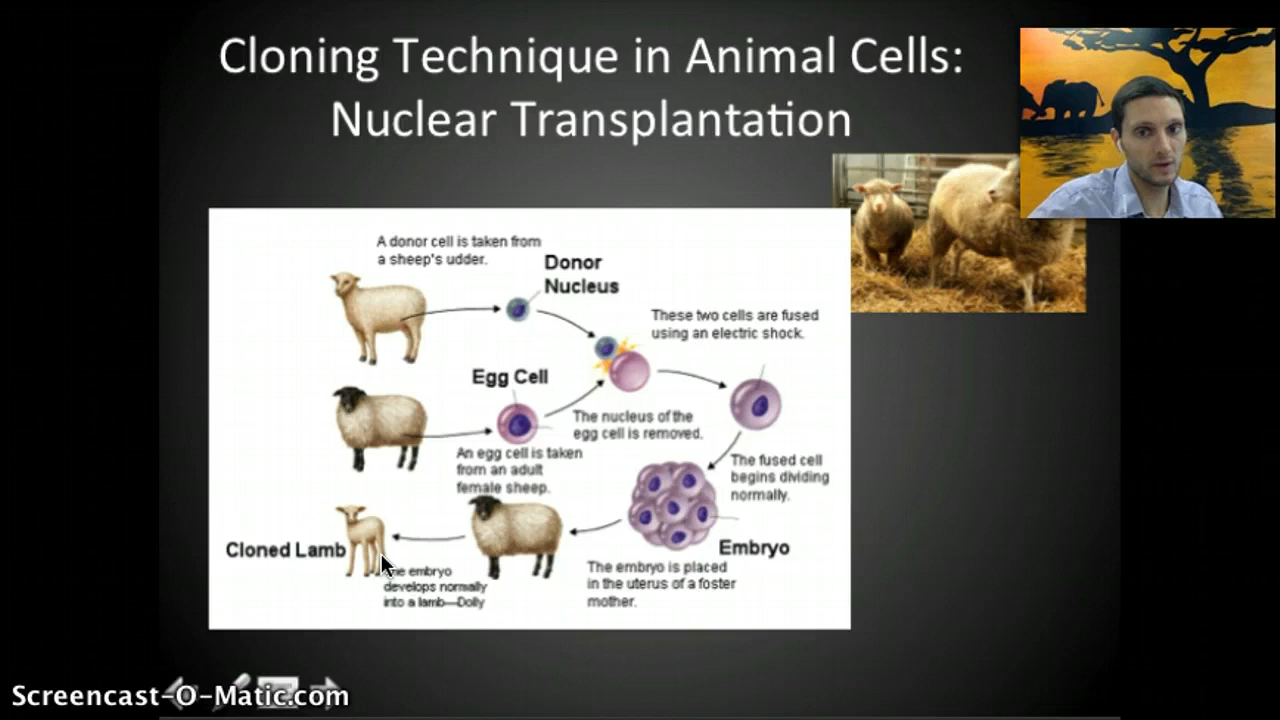 Cloning Technique in Animal Cells:
Nuclear Transplantation
A donor cell is taken from
a sheep's udder.
Donor
Nucleus
These two cells are fused
using an electric shock.
Egg Cell
The nucleus of the
egg cell is removed.
An egg cell is taken
from an adult
female sheep.
The fused cell
begins dividing
normally.
Embryo
The embryo is placed
in the uterus of a foster
mother.
Cloned Lamb
embryo
develops normally
into a lamb—Dolly
Screencast-O-Matic.com